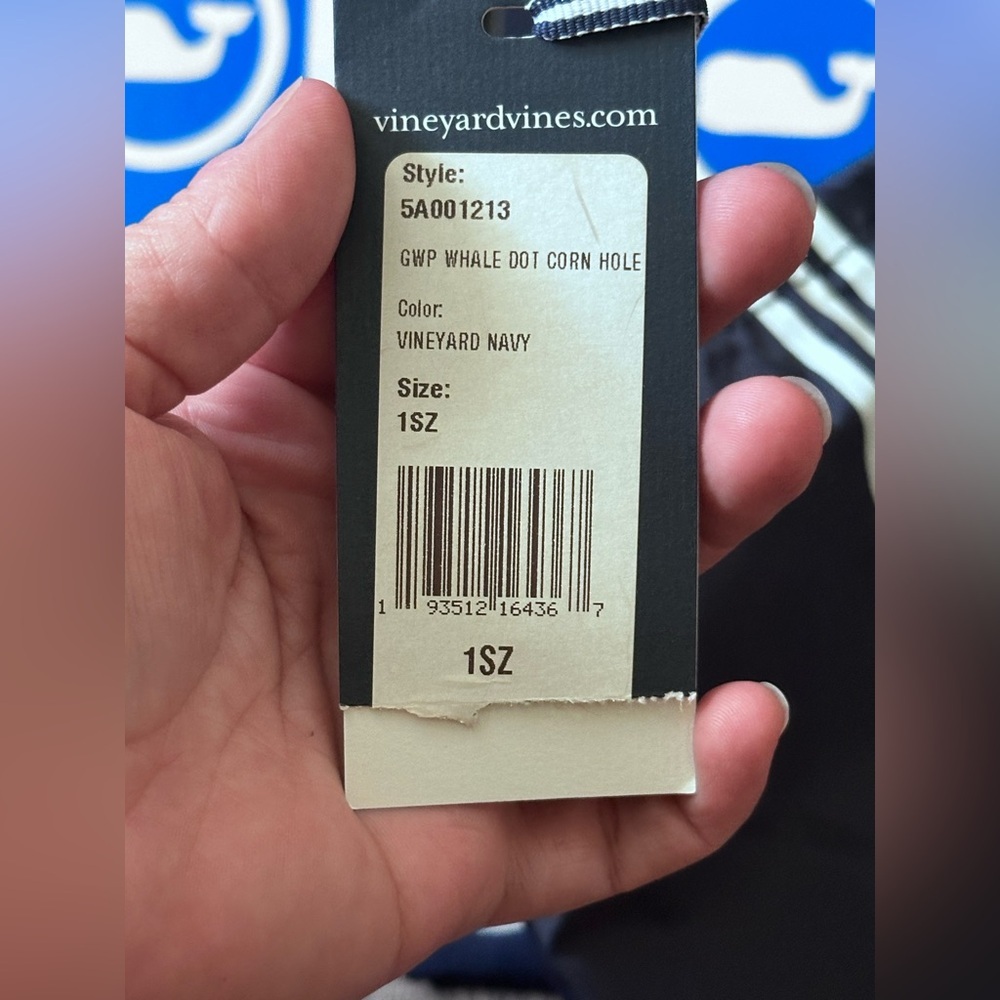 vineyardvines.com
Style:
5A001213
GWP WHALE DOT CORN HOLE
Color:
VINEYARD NAVY
Size:
1SZ
1 93512 16436 7
1SZ